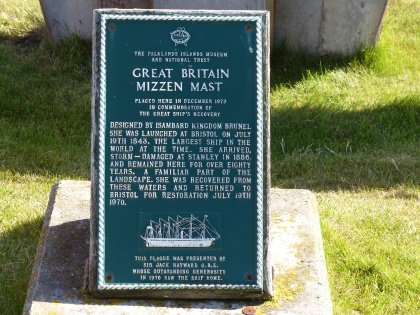 THE FALKLANDS ISLANDS MUSEUM
AND NATIONAL TRUST
GREAT BRITAIN
MIZZEN MAST
PLACED HERE IN DECEMBER 1973
IN COMMEMORATION OF
THE GREAT SHIP'S RECOVERY
DESIGNED BY ISAMBARD KINGDOM BRUNEL
SHE WAS LAUNCHED AT BRISTOL ON JULY
19TH 1843, THE LARGEST SHIP IN THE
WORLD AT THE TIME. SHE ARRIVED,
STORM-DAMAGED AT STANLEY IN 1886,
AND REMAINED HERE FOR OVER EIGHTY
YEARS, A FAMILIAR PART OF THE
LANDSCAPE. SHE WAS RECOVERED FROM
THESE WATERS AND RETURNED TO
BRISTOL FOR RESTORATION JULY 19TH
1970.
THIS PLAQUE WAS PRESENTED BY
SIR JACK HAYWARD O.B.E.
WHOSE OUTSTANDING GENEROSITY
IN 1970 SAW THE SHIP HOME.